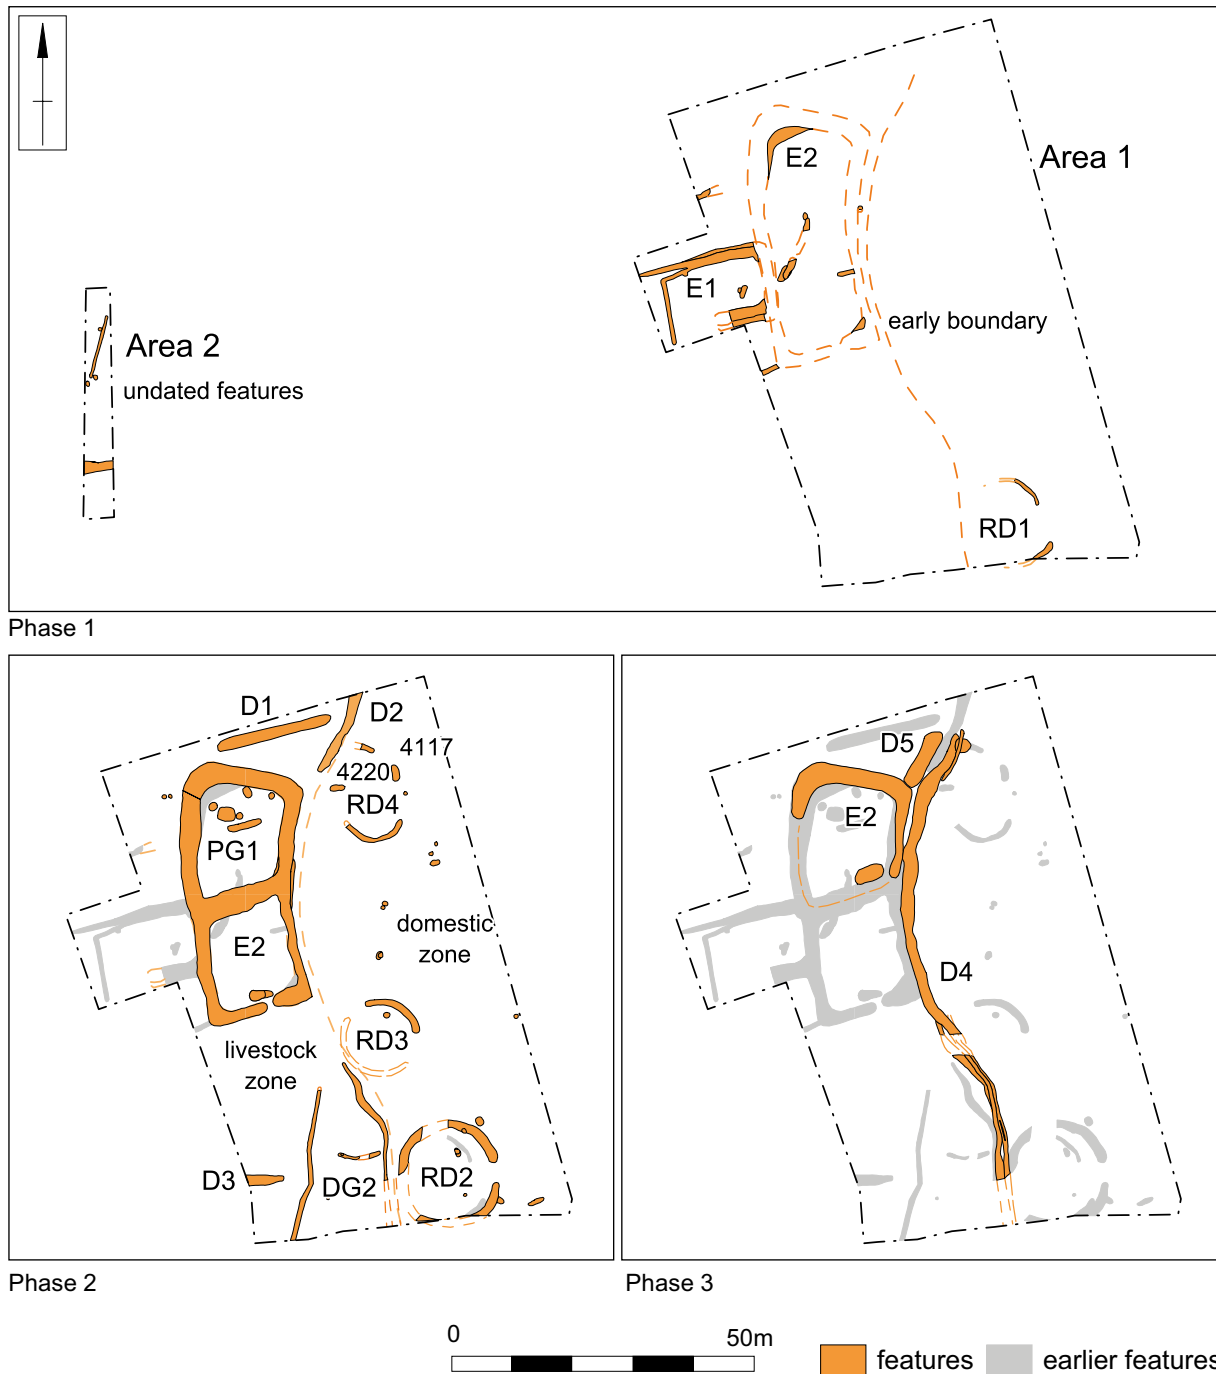 E2
Area 1
E1
early boundary
Area 2
undated features
RD1
Phase 1
D1
D2
4117
4220
RD4
PG1
E2
domestic
zone
RD3
livestock
zone
D3
DG2
RD2
Phase 2
D5
E2
D4
Phase 3
0
50m
features
earlier features